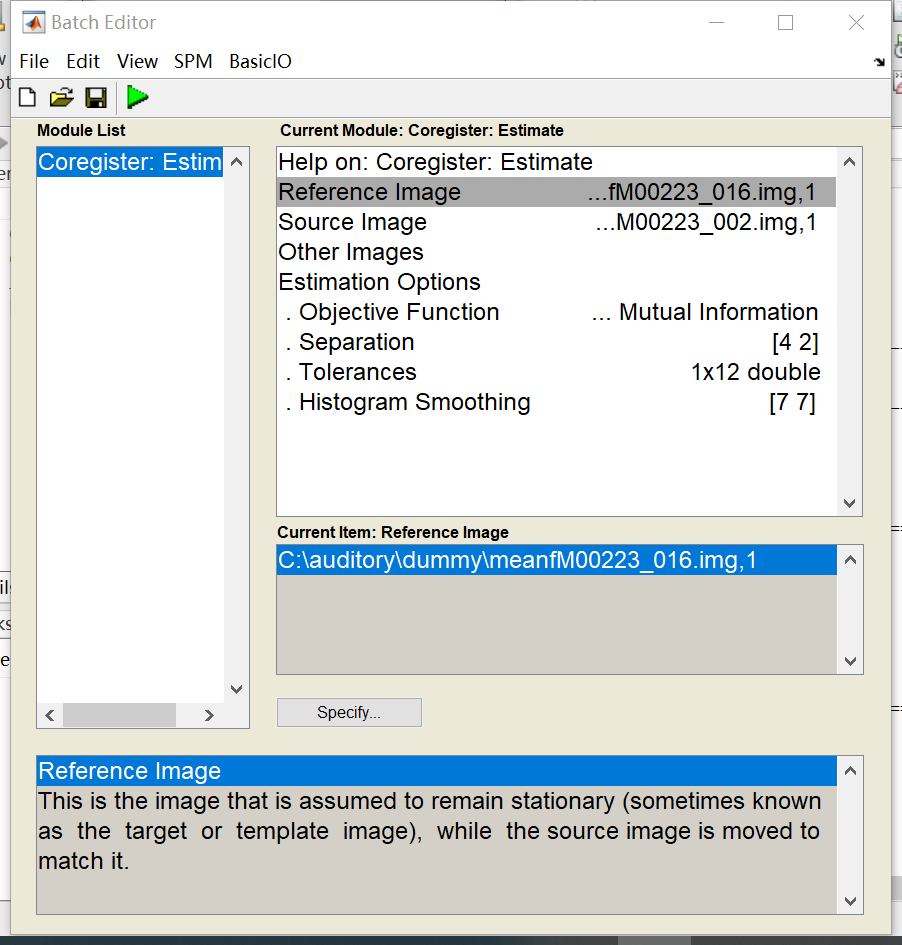 Batch Editor
File Edit View SPM BasicIO
Module List
Coregister: Estim
Current Module: Coregister: Estimate
Help on: Coregister: Estimate
Reference Image ...fM00223_016.img,1
Source Image ...M00223_002.img,1
Other Images
Estimation Options
. Objective Function ... Mutual Information
. Separation [4 2]
. Tolerances 1x12 double
. Histogram Smoothing [7 7]
Current Item: Reference Image
C:\auditory\dummy\meanfM00223_016.img,1
Specify...
Reference Image
This is the image that is assumed to remain stationary (sometimes known
as the target or template image), while the source image is moved to
match it.